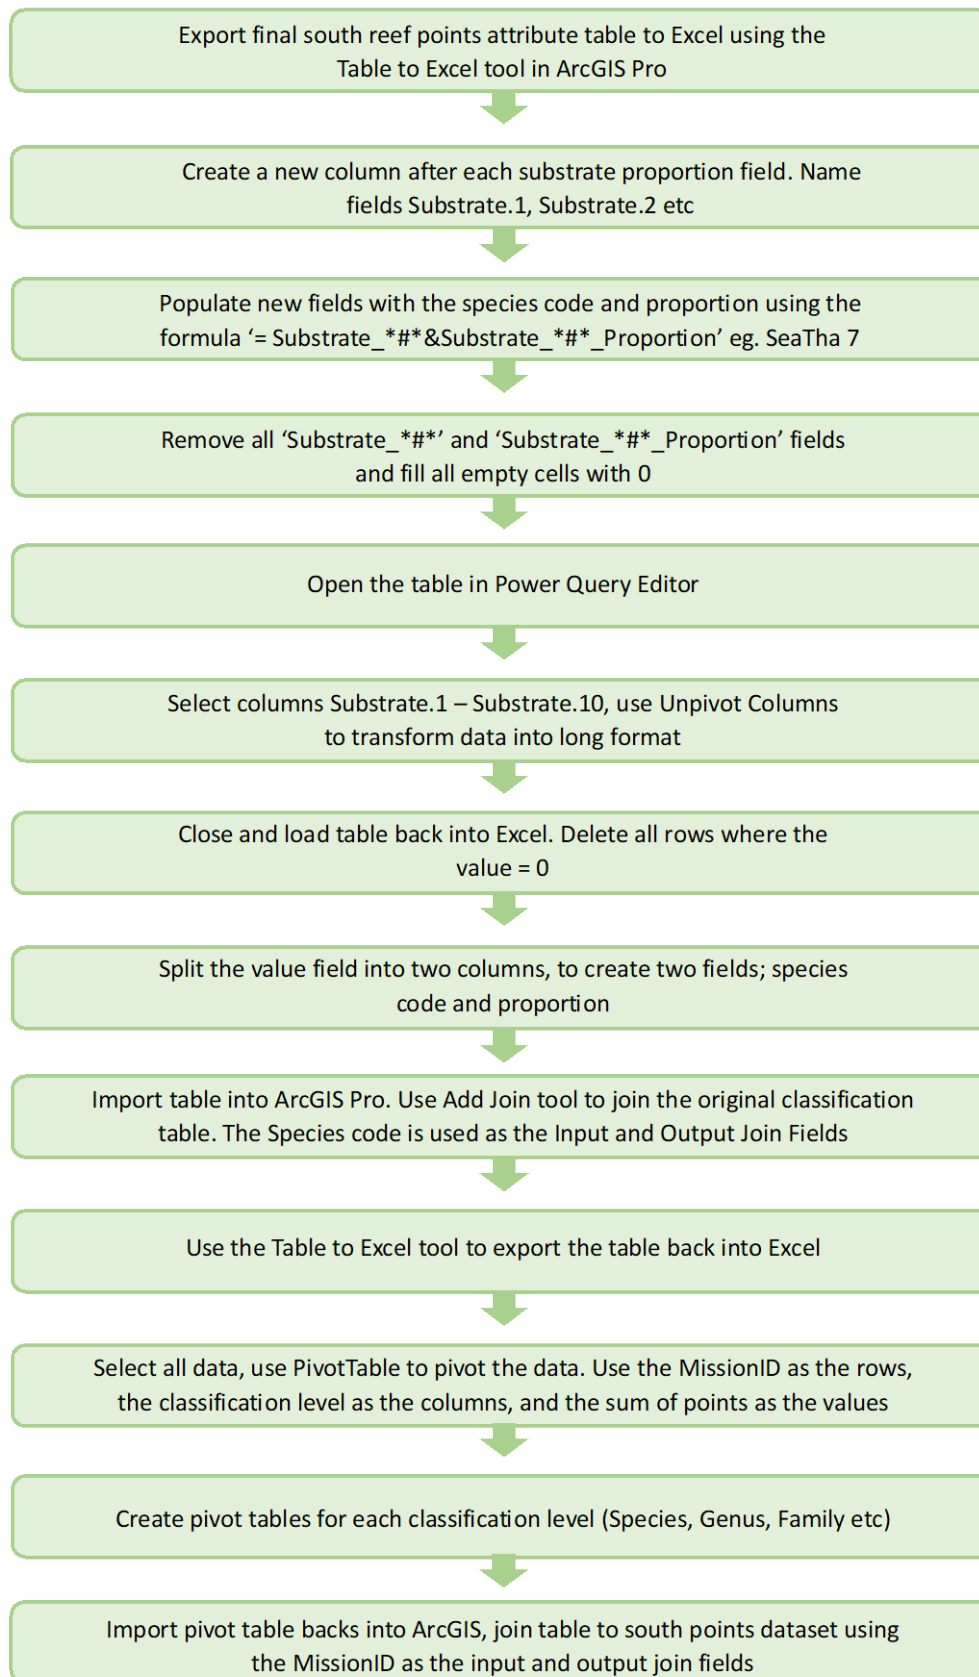 Export final south reef points attribute table to Excel using the
Table to Excel tool in ArcGIS Pro
Create a new column after each substrate proportion field. Name
fields Substrate.1, Substrate.2 etc
Populate new fields with the species code and proportion using the
formula ‘= Substrate_*#*&Substrate_*#*_Proportion’ eg. SeaTha 7
Remove all ‘Substrate_*#*’ and ‘Substrate_*#*_Proportion’ fields
and fill all empty cells with 0
Open the table in Power Query Editor
Select columns Substrate.1 – Substrate.10, use Unpivot Columns
to transform data into long format
Close and load table back into Excel. Delete all rows where the
value = 0
Split the value field into two columns, to create two fields; species
code and proportion
Import table into ArcGIS Pro. Use Add Join tool to join the original classification
table. The Species code is used as the Input and Output Join Fields
Use the Table to Excel tool to export the table back into Excel
Select all data, use PivotTable to pivot the data. Use the MissionID as the rows,
the classification level as the columns, and the sum of points as the values
Create pivot tables for each classification level (Species, Genus, Family etc)
Import pivot table backs into ArcGIS, join table to south points dataset using
the MissionID as the input and output join fields